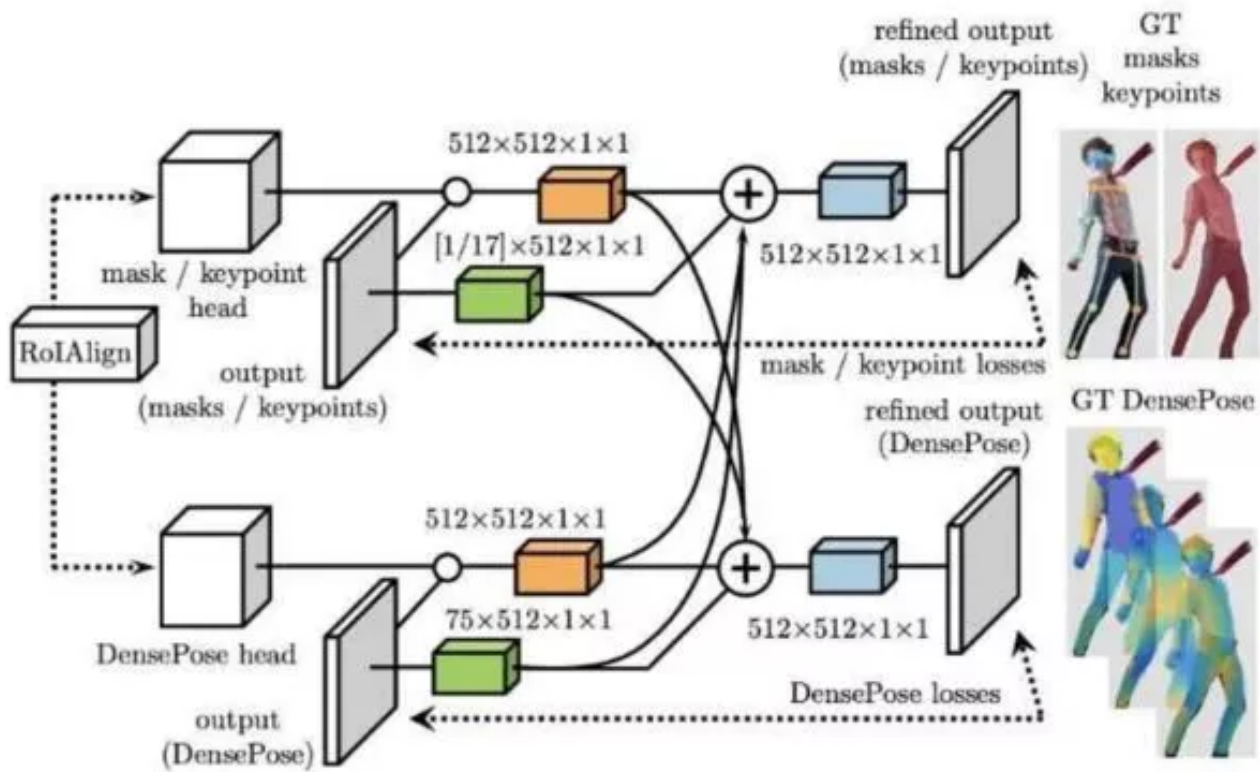 refined output
(masks / keypoints)
GT
masks
keypoints
512×512×1×1
[1/17]×512×1×1
512×512×1×1
mask / keypoint
head
RoIAlign
output
(masks / keypoints)
mask / keypoint losses
refined output
(DensePose)
GT DensePose
512×512×1×1
75×512×1×1
512×512×1×1
DensePose head
DensePose losses
output
(DensePose)